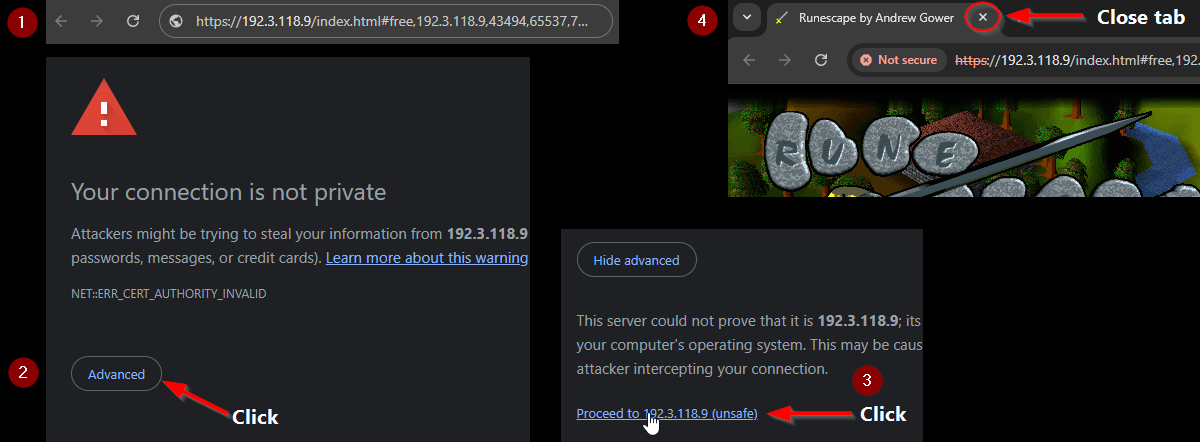 1
https://192.3.118.9/index.html#free,192.3.118.9,43494,65537,7...
Your connection is not private
Attackers might be trying to steal your information from 192.3.118.9
passwords, messages, or credit cards). Learn more about this warning
NET::ERR_CERT_AUTHORITY_INVALID
2
Advanced
Click
Hide advanced
This server could not prove that it is 192.3.118.9; its
your computer's operating system. This may be caus
attacker intercepting your connection.
3
Proceed to 192.3.118.9 (unsafe)
Click
4
Runescape by Andrew Gower
Close tab
Not secure https://192.3.118.9/index.html#free,192.
RUNE